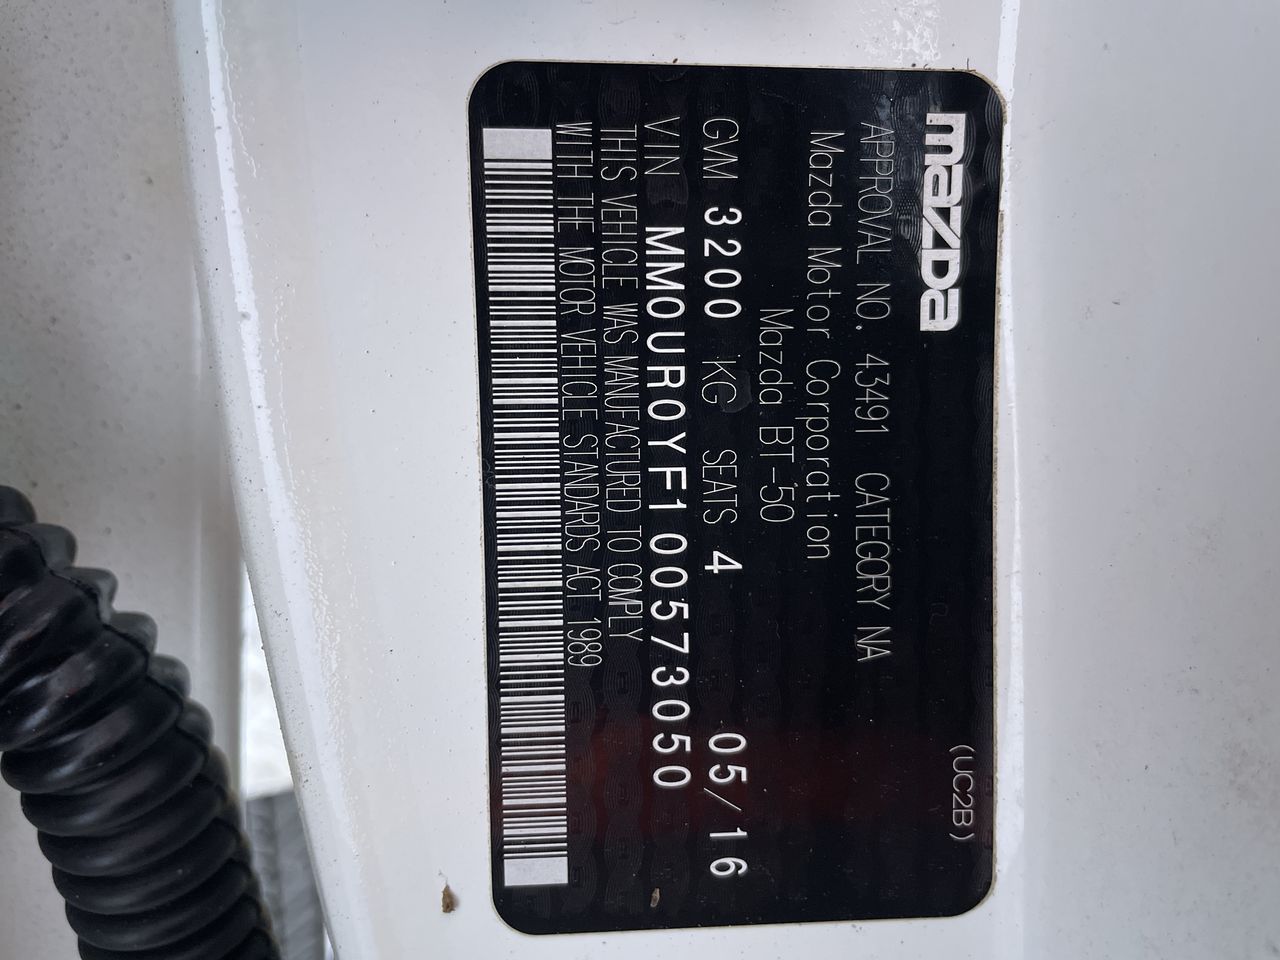 mazda
(UC2B)
APPROVAL NO. 43491 CATEGORY NA
Mazda Motor Corporation
Mazda BT-50
GVM 3200 KG SEATS 4 05/16
VIN MM0UR0YF100573050
THIS VEHICLE WAS MANUFACTURED TO COMPLY
WITH THE MOTOR VEHICLE STANDARDS ACT 1989